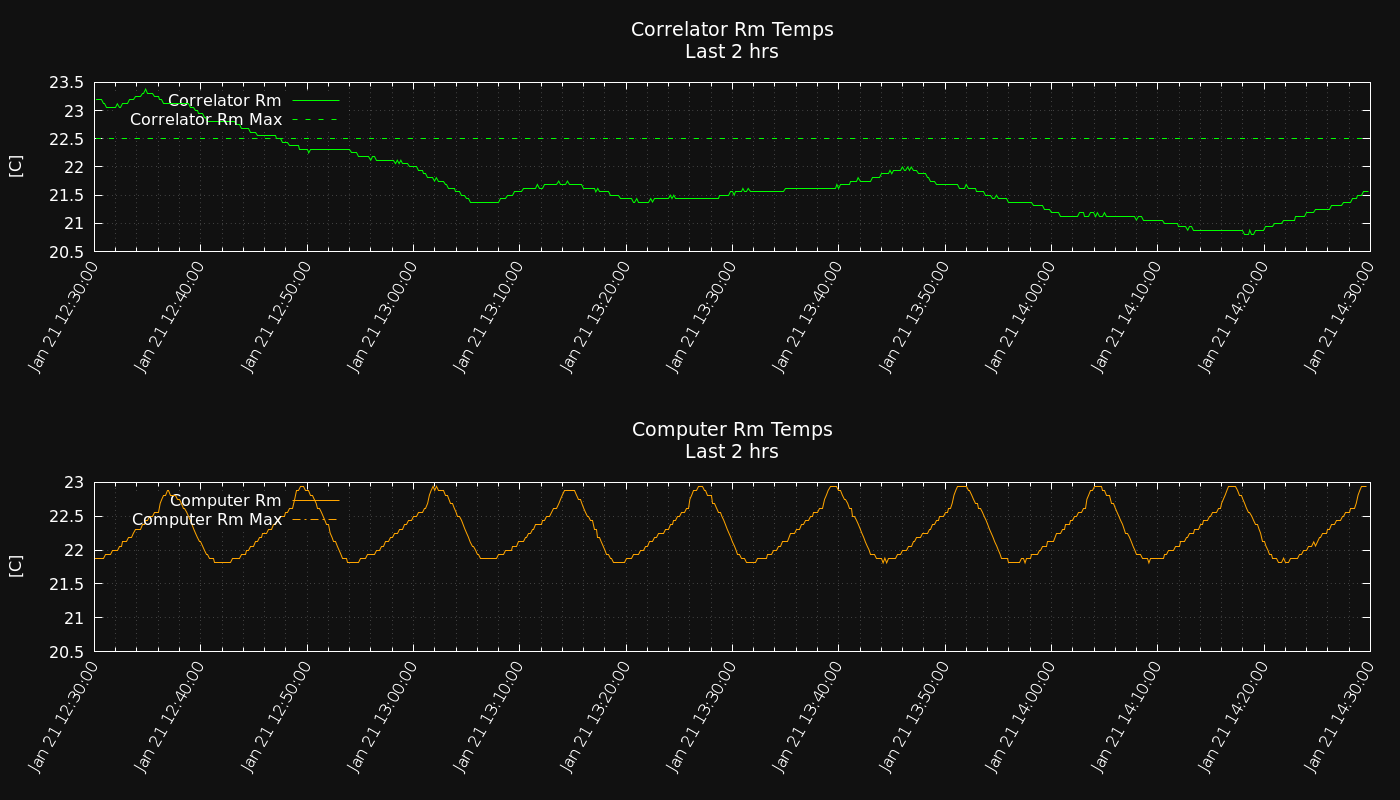 Correlator Rm Temps
Last 2 hrs
[C]
23.5
23
22.5
22
21.5
21
20.5
Correlator Rm
Correlator Rm Max
Jan 21 12:30:00
Jan 21 12:40:00
Jan 21 12:50:00
Jan 21 13:00:00
Jan 21 13:10:00
Jan 21 13:20:00
Jan 21 13:30:00
Jan 21 13:40:00
Jan 21 13:50:00
Jan 21 14:00:00
Jan 21 14:10:00
Jan 21 14:20:00
Jan 21 14:30:00
Computer Rm Temps
Last 2 hrs
[C]
23
22.5
22
21.5
21
20.5
Computer Rm
Computer Rm Max
Jan 21 12:30:00
Jan 21 12:40:00
Jan 21 12:50:00
Jan 21 13:00:00
Jan 21 13:10:00
Jan 21 13:20:00
Jan 21 13:30:00
Jan 21 13:40:00
Jan 21 13:50:00
Jan 21 14:00:00
Jan 21 14:10:00
Jan 21 14:20:00
Jan 21 14:30:00